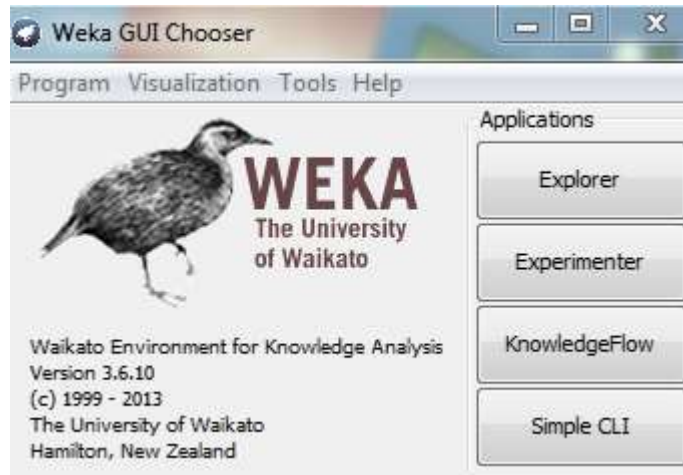 Weka GUI Chooser
Program Visualization Tools Help
Applications
WEKA
The University
of Waikato
Explorer
Experimenter
KnowledgeFlow
Simple CLI
Waikato Environment for Knowledge Analysis
Version 3.6.10
(c) 1999 - 2013
The University of Waikato
Hamilton, New Zealand